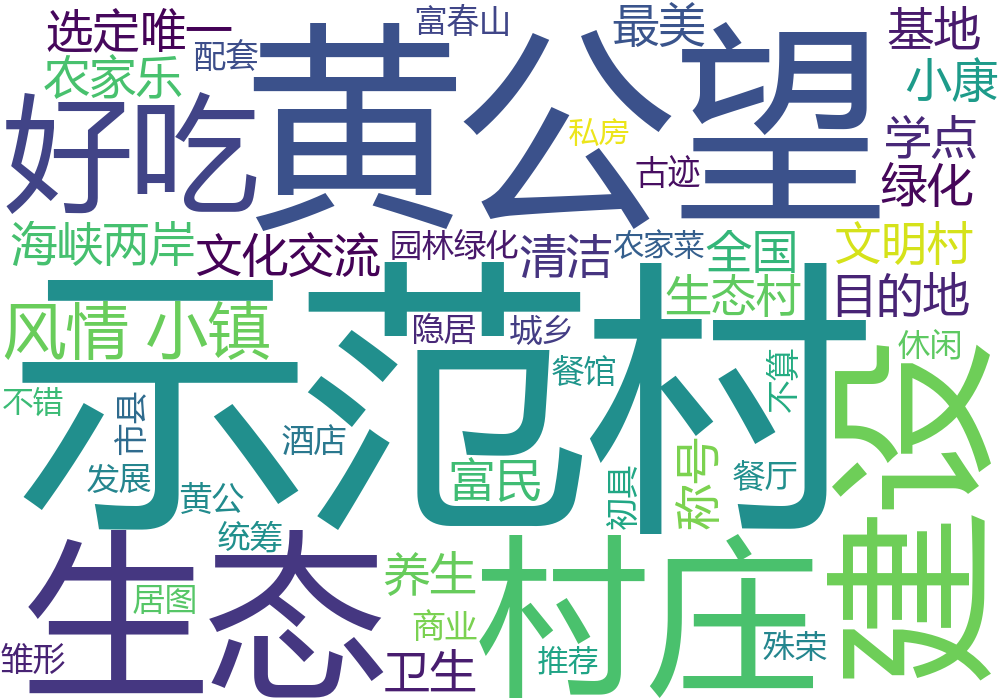 选定唯一
富春山
最美
基地
配套
农家乐
黄公望
小康
好吃
私房
学点
古迹
绿化
海峡两岸
文化交流
园林绿化
清洁
农家菜
全国
文明村
生态村
目的地
风情 小镇
隐居
城乡
示范村
餐馆
不算
休闲
不错
市县
酒店
建设
发展
黄公
富民
初具
称号
餐厅
统筹
生态
养生
村庄
居图
商业
雏形
卫生
推荐
殊荣